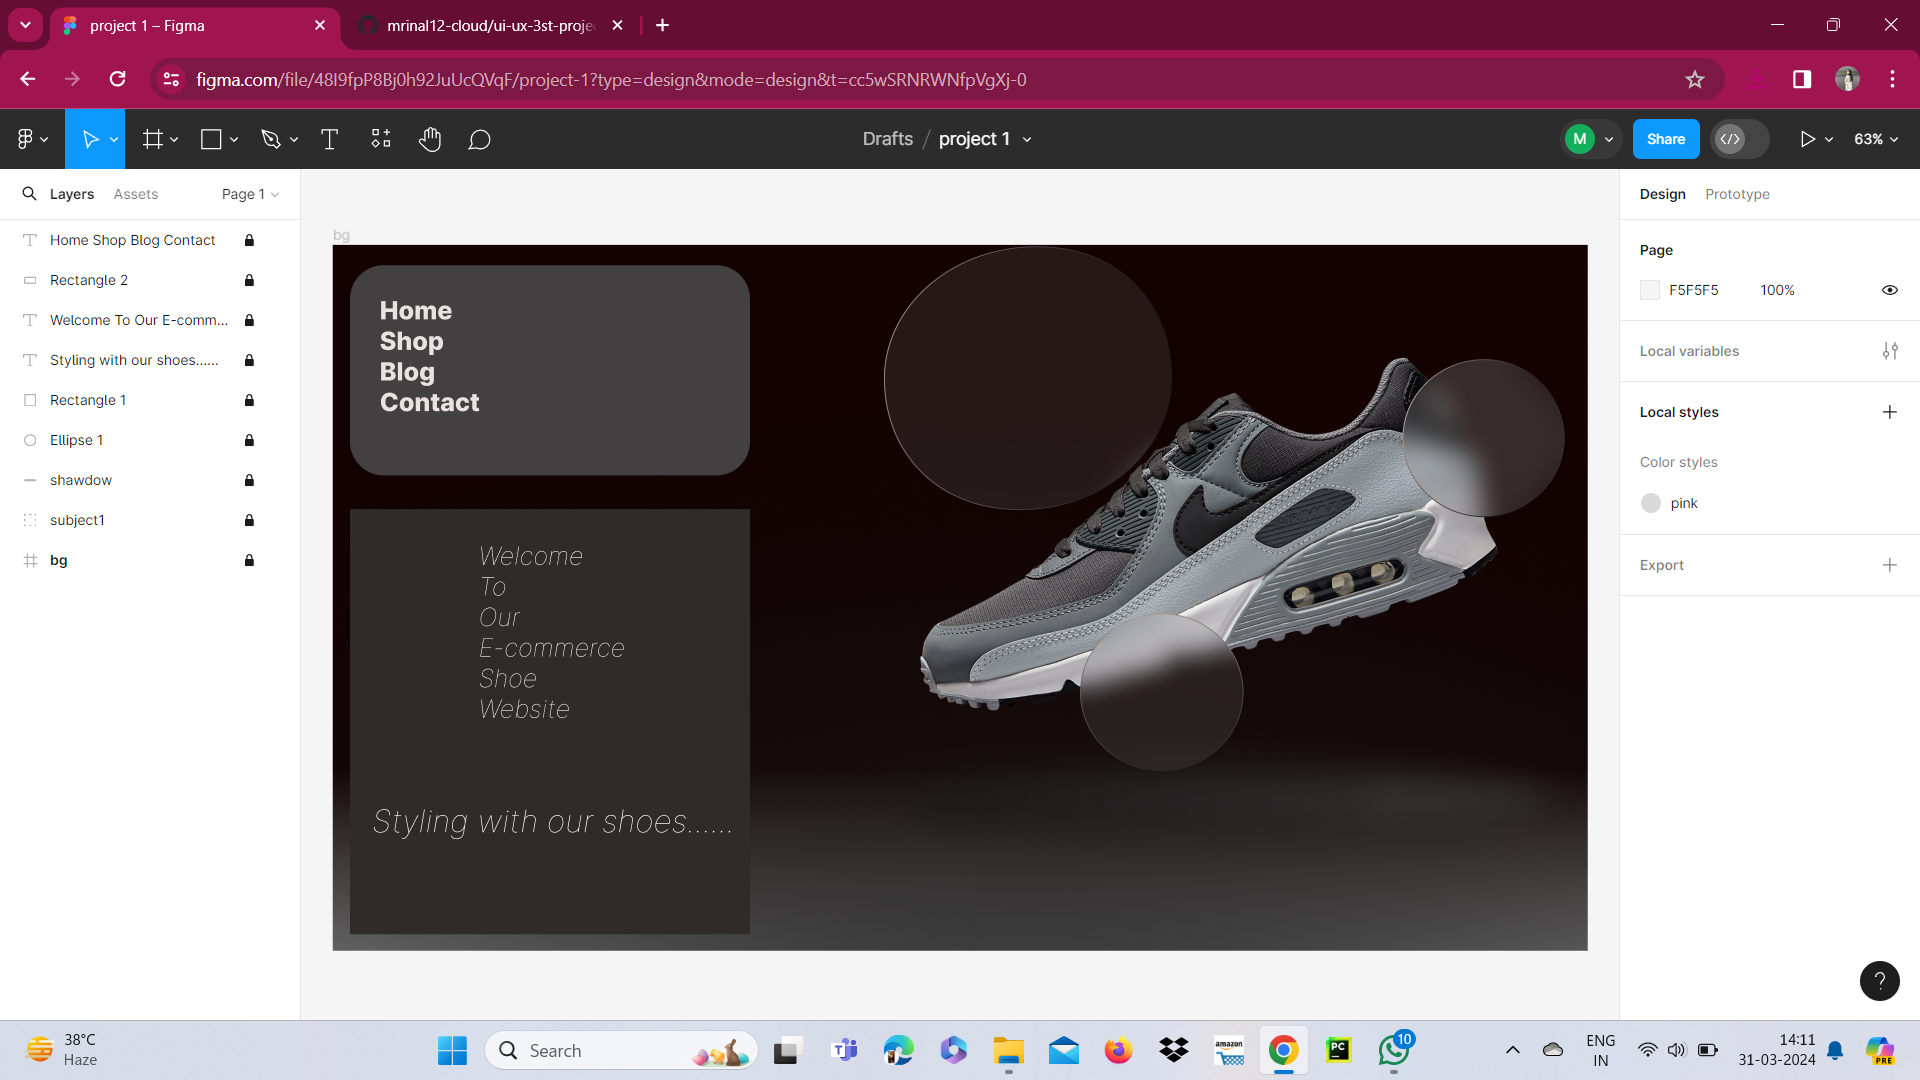 project 1 – Figma
mrinal12-cloud/ui-ux-3st-proje
figma.com/file/48I9fpP8Bj0h92JuUcQVqF/project-1?type=design&mode=design&t=cc5wSRNRWNfpVgXj-0
Drafts / project 1
M
Share
63%
Layers
Assets
Page 1
Design
Prototype
Home Shop Blog Contact
Rectangle 2
Welcome To Our E-comm...
Styling with our shoes......
Rectangle 1
Ellipse 1
shawdow
subject1
bg
bg
Home
Shop
Blog
Contact
Welcome
To
Our
E-commerce
Shoe
Website
Styling with our shoes......
Page
F5F5F5 100%
Local variables
Local styles
Color styles
pink
Export
?
38°C
Haze
Search
amazon
PC
10
ENG
IN
14:11
31-03-2024
PRE